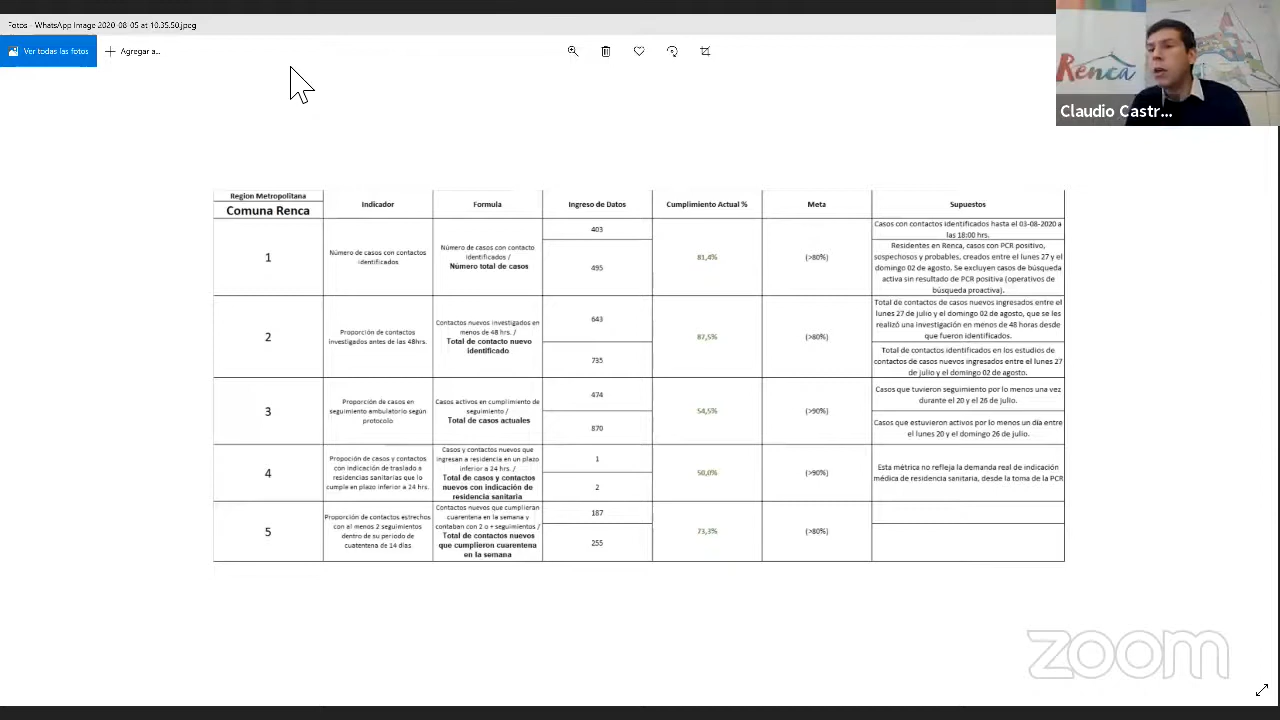 Fotos - WhatsApp Image 2020-08-05 at 10.35.50.jpeg
Ver todas las fotos
Agregar a...
Renca
Claudio Castr...
Region Metropolitana
Comuna Renca
Indicador
Formula
Ingreso de Datos
Cumplimiento Actual %
Meta
Supuestos
1
Número de casos con contactos
identificados
Número de casos con contacto
identificados /
Número total de casos
403
495
81,4%
(>80%)
Casos con contactos identificados hasta el 03-08-2020 a
las 18:00 hrs.
Residentes en Renca, casos con PCR positivo,
sospechosos y probables, creados entre el lunes 27 y el
domingo 02 de agosto. Se excluyen casos de búsqueda
activa sin resultado de PCR positiva (operativos de
búsqueda proactiva).
2
Proporción de contactos
investigados antes de las 48hrs.
Contactos nuevos investigados en
menos de 48 hrs. /
Total de contacto nuevo
identificado
643
735
87,5%
(>80%)
Total de contactos de casos nuevos ingresados entre el
lunes 27 de julio y el domingo 02 de agosto, que se les
realizó una investigación en menos de 48 horas desde
que fueron identificados.
Total de contactos identificados en los estudios de
contactos de casos nuevos ingresados entre el lunes 27
de julio y el domingo 02 de agosto.
3
Proporción de casos en
seguimiento ambulatorio según
protocolo
Casos activos en cumplimiento de
seguimiento /
Total de casos actuales
474
870
54,5%
(>90%)
Casos que tuvieron seguimiento por lo menos una vez
durante el 20 y el 26 de julio.
Casos que estuvieron activos por lo menos un día entre
el lunes 20 y el domingo 26 de julio.
4
Propoción de casos y contactos
con indicación de traslado a
residencias sanitarias que lo
cumple en plazo inferior a 24 hrs.
Casos y contactos nuevos que
ingresan a residencia en un plazo
inferior a 24 hrs. /
Total de casos y contactos
nuevos con indicación de
residencia sanitaria
1
2
50,0%
(>90%)
Esta métrica no refleja la demanda real de indicación
médica de residencia sanitaria, desde la toma de la PCR
5
Proporción de contactos estrechos
con al menos 2 seguimientos
dentro de su periodo de
cuatentena de 14 días
Contactos nuevos que cumplieran
cuarentena en la semana y
contaban con 2 o + seguimientos /
Total de contactos nuevos
que cumplieron cuarentena
en la semana
187
255
73,3%
(>80%)
zoom